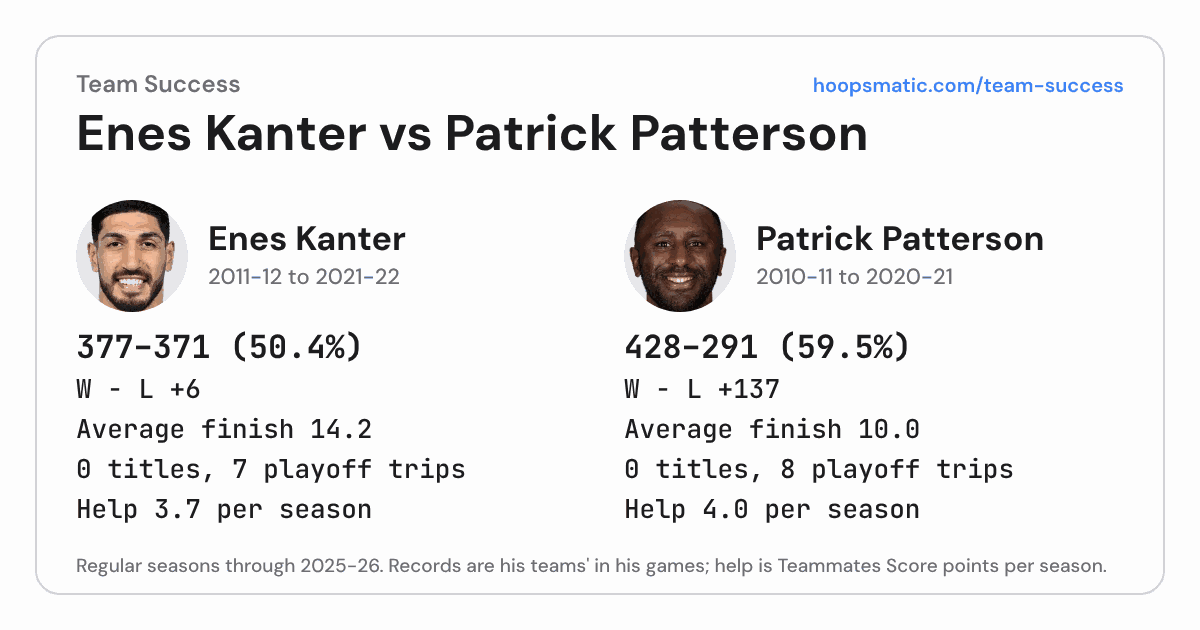 Team Success
hoopsmatic.com/team-success
Enes Kanter vs Patrick Patterson
Enes Kanter
2011-12 to 2021-22
377-371 (50.4%)
W - L +6
Average finish 14.2
0 titles, 7 playoff trips
Help 3.7 per season
Patrick Patterson
2010-11 to 2020-21
428-291 (59.5%)
W - L +137
Average finish 10.0
0 titles, 8 playoff trips
Help 4.0 per season
Regular seasons through 2025-26. Records are his teams' in his games; help is Teammates Score points per season.